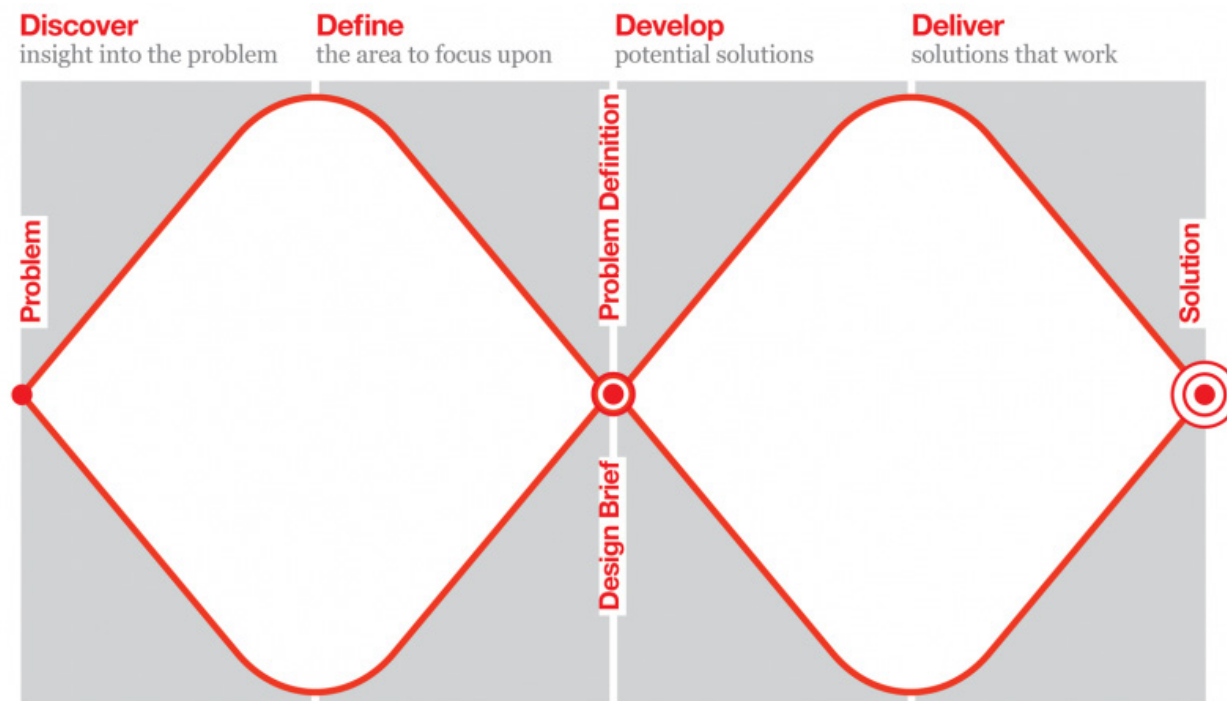 Discover
insight into the problem
Define
the area to focus upon
Develop
potential solutions
Deliver
solutions that work
Problem
Problem Definition
Design Brief
Solution